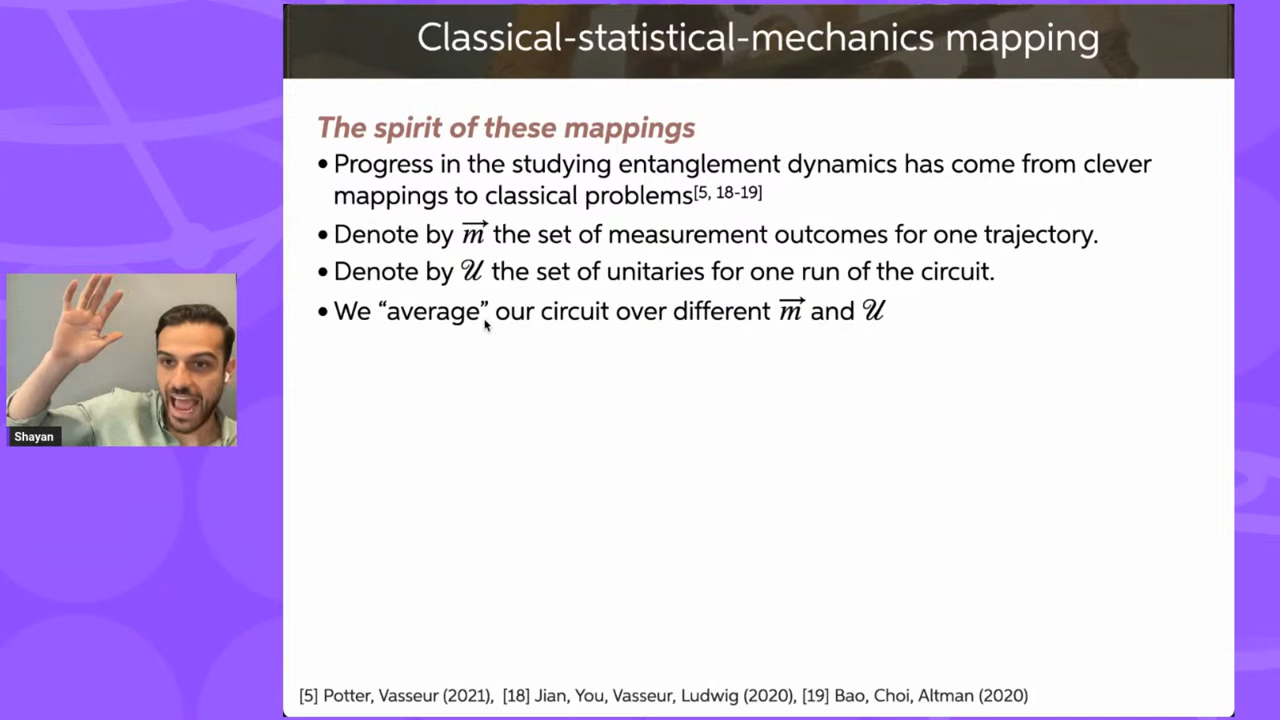 Classical-statistical-mechanics mapping
The spirit of these mappings
• Progress in the studying entanglement dynamics has come from clever
mappings to classical problems[5, 18-19]
• Denote by m⃗ the set of measurement outcomes for one trajectory.
• Denote by 𝒰 the set of unitaries for one run of the circuit.
• We “average” our circuit over different m⃗ and 𝒰
Shayan
[5] Potter, Vasseur (2021), [18] Jian, You, Vasseur, Ludwig (2020), [19] Bao, Choi, Altman (2020)